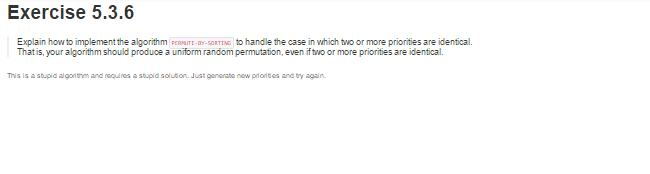 Exercise 5.3.6
Explain how to implement the algorithm PERMUTE-BY-SORTING to handle the case in which two or more priorities are identical.
That is, your algorithm should produce a uniform random permutation, even if two or more priorities are identical.
This is a stupid algorithm and requires a stupid solution. Just generate new priorities and try again.